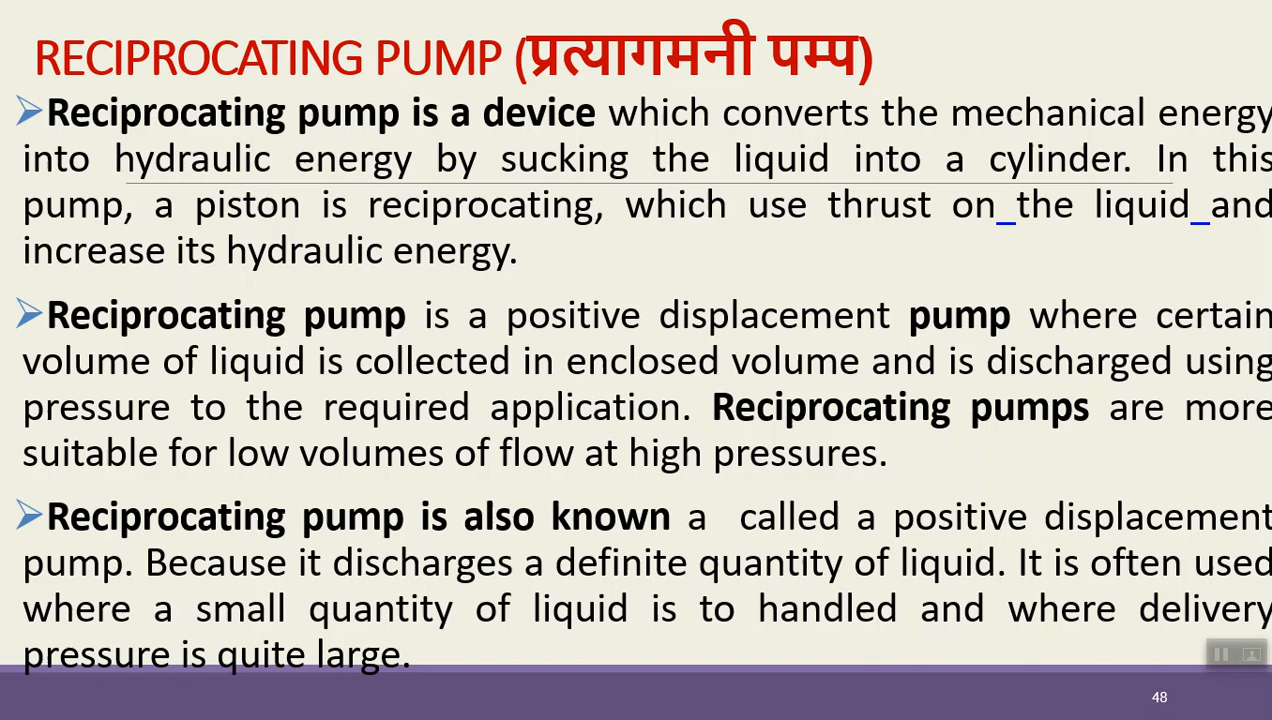 RECIPROCATING PUMP (प्रत्यागमनी पम्प)
Reciprocating pump is a device which converts the mechanical energy
into hydraulic energy by sucking the liquid into a cylinder. In this
pump, a piston is reciprocating, which use thrust on the liquid and
increase its hydraulic energy.
Reciprocating pump is a positive displacement pump where certain
volume of liquid is collected in enclosed volume and is discharged using
pressure to the required application. Reciprocating pumps are more
suitable for low volumes of flow at high pressures.
Reciprocating pump is also known a called a positive displacement
pump. Because it discharges a definite quantity of liquid. It is often used
where a small quantity of liquid is to handled and where delivery
pressure is quite large.
48